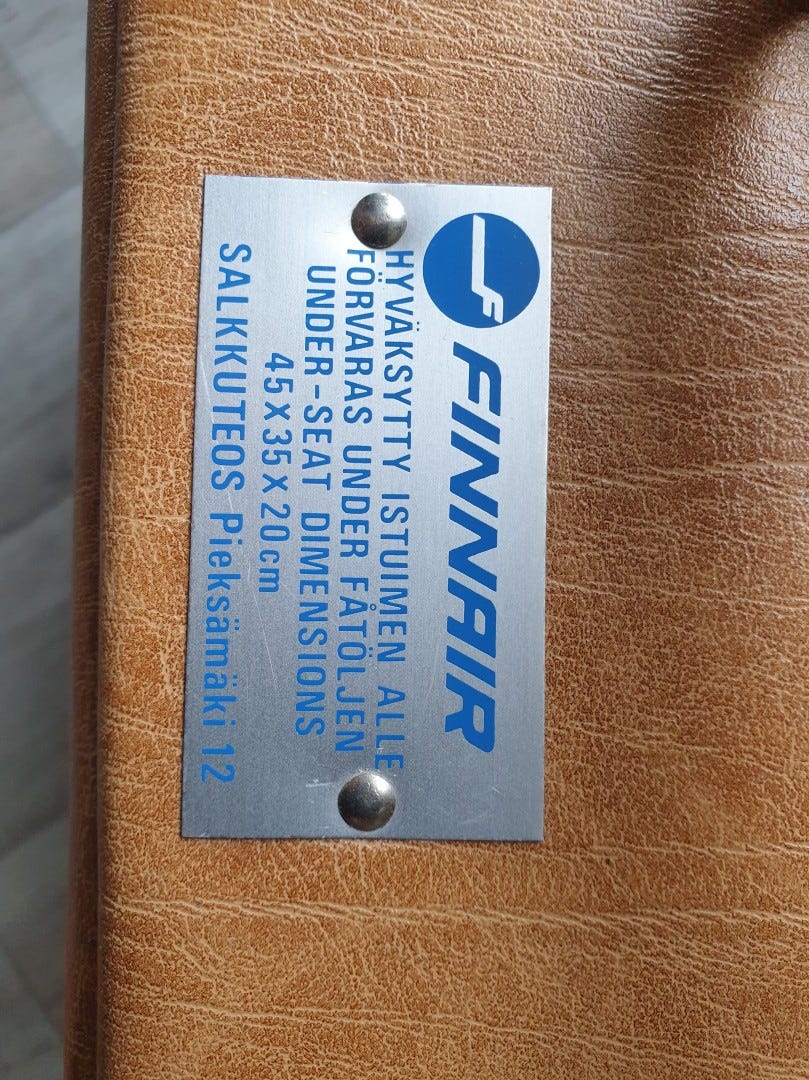 FINNAIR
HYVÄKSYTTY ISTUIMEN ALLE
FÖRVARAS UNDER FÅTÖLJEN
UNDER-SEAT DIMENSIONS
45X35X20cm
SALKKUTEOS Pieksämäki 12